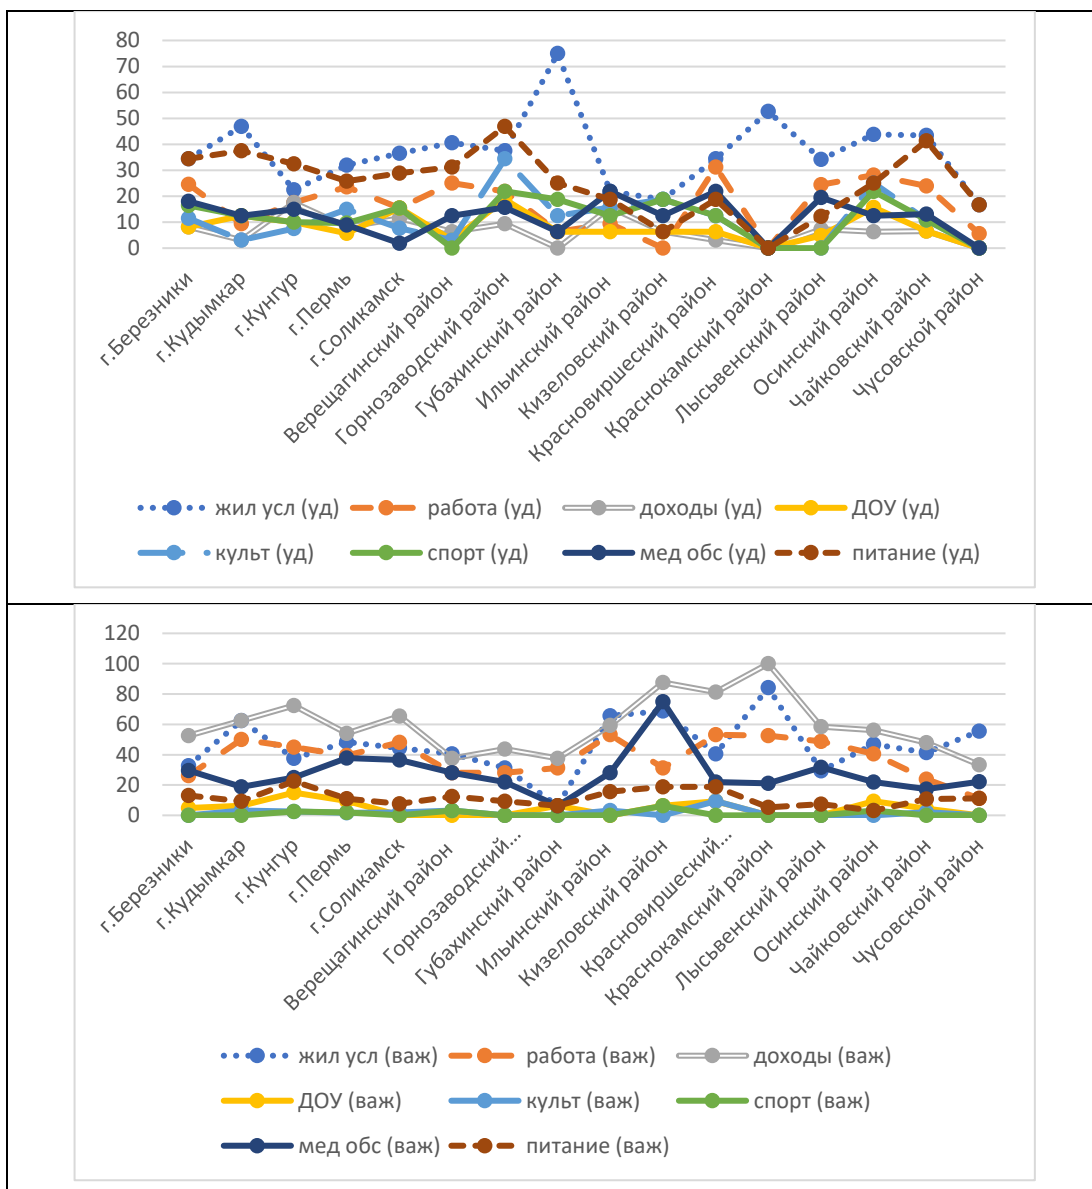 80
70
60
50
40
30
20
10
0
г.Березники
г.Кудымкар
г.Кунгур
г.Пермь
г.Соликамск
Верещагинский район
Горнозаводский район
Губахинский район
Ильинский район
Кизеловский район
Красновиршеский район
Краснокамский район
Лысьвенский район
Осинский район
Чайковский район
Чусовской район
жил усл (уд) работа (уд) доходы (уд) ДОУ (уд)
культ (уд) спорт (уд) мед обс (уд) питание (уд)
120
100
80
60
40
20
0
г.Березники
г.Кудымкар
г.Кунгур
г.Пермь
г.Соликамск
Верещагинский район
Горнозаводский...
Губахинский район
Ильинский район
Кизеловский район
Красновиршеский...
Краснокамский район
Лысьвенский район
Осинский район
Чайковский район
Чусовской район
жил усл (важ) работа (важ) доходы (важ)
ДОУ (важ) культ (важ) спорт (важ)
мед обс (важ) питание (важ)